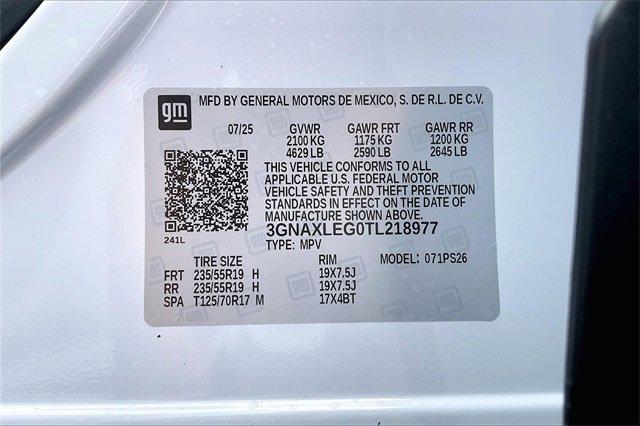 gm MFD BY GENERAL MOTORS DE MEXICO, S. DE R.L. DE C.V.
07/25 GVWR GAWR FRT GAWR RR
2100 KG 1175 KG 1200 KG
4629 LB 2590 LB 2645 LB
THIS VEHICLE CONFORMS TO ALL
APPLICABLE U.S. FEDERAL MOTOR
VEHICLE SAFETY AND THEFT PREVENTION
STANDARDS IN EFFECT ON THE DATE OF
MANUFACTURE SHOWN ABOVE.
3GNAXLEG0TL218977
241L
TYPE: MPV MODEL: 071PS26
TIRE SIZE RIM
FRT 235/55R19 H 19X7.5J
RR 235/55R19 H 19X7.5J
SPA T125/70R17 M 17X4BT